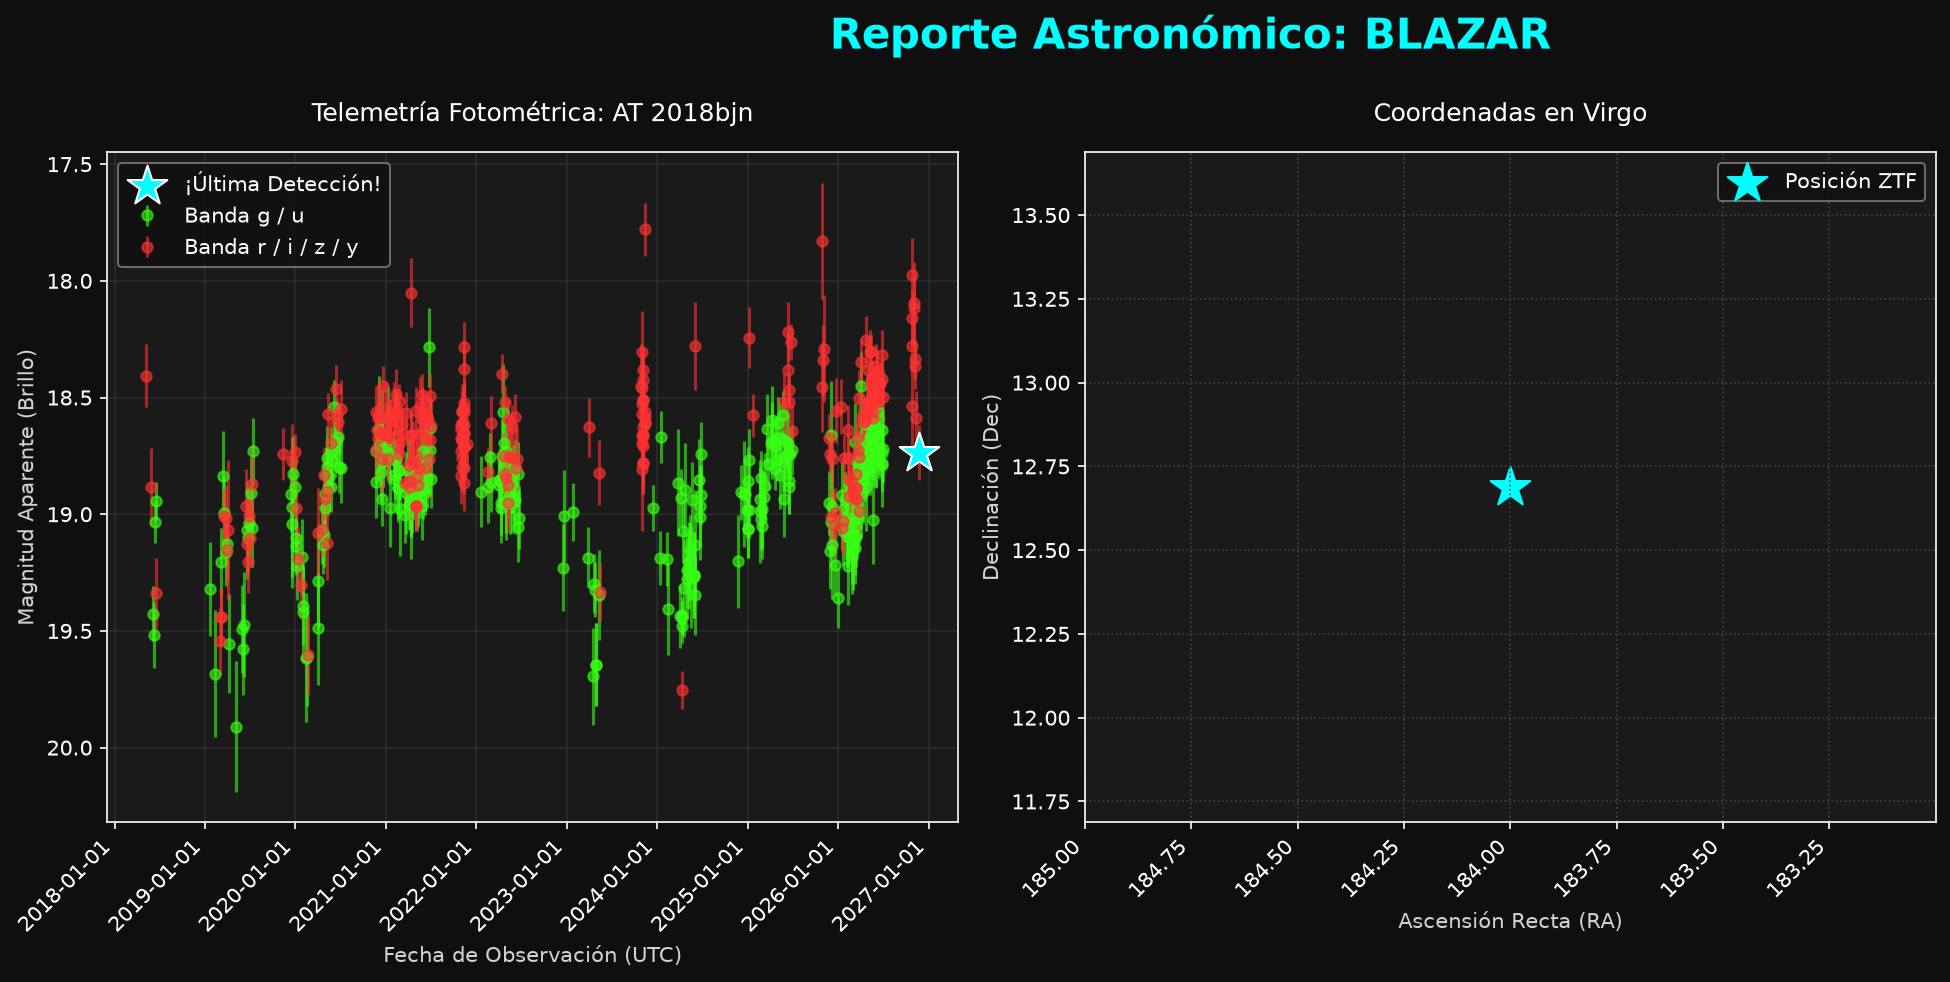 Reporte Astronómico: BLAZAR
Telemetría Fotométrica: AT 2018bjn
¡Última Detección!
Banda g / u
Banda r / i / z / y
Magnitud Aparente (Brillo)
17.5
18.0
18.5
19.0
19.5
20.0
2018-01-01
2019-01-01
2020-01-01
2021-01-01
2022-01-01
2023-01-01
2024-01-01
2025-01-01
2026-01-01
2027-01-01
Fecha de Observación (UTC)
Coordenadas en Virgo
Posición ZTF
Declinación (Dec)
13.50
13.25
13.00
12.75
12.50
12.25
12.00
11.75
185.00
184.75
184.50
184.25
184.00
183.75
183.50
183.25
Ascensión Recta (RA)